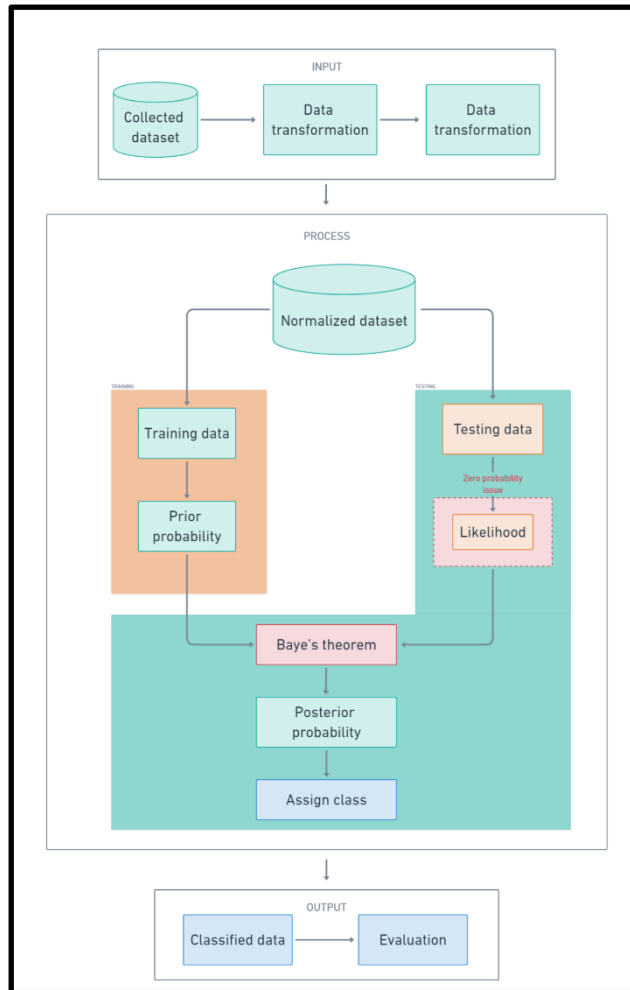 INPUT
Collected
dataset
Data
transformation
Data
transformation
PROCESS
Normalized dataset
TRAINING
TESTING
Training data
Testing data
Zero probability
issue
Prior
probability
Likelihood
Baye's theorem
Posterior
probability
Assign class
OUTPUT
Classified data
Evaluation